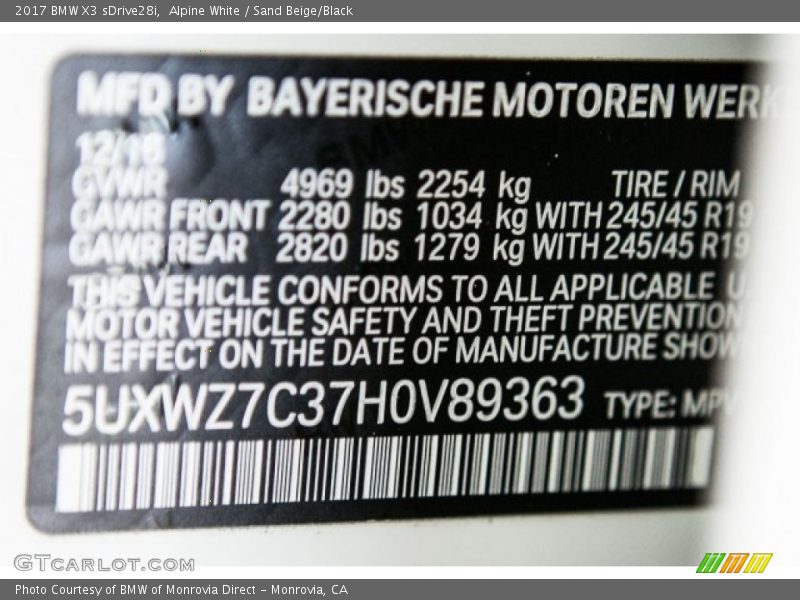 2017 BMW X3 sDrive28i, Alpine White / Sand Beige/Black
MFD BY BAYERISCHE MOTOREN WERK
12/16
GVWR 4969 lbs 2254 kg TIRE / RIM
GAWR FRONT 2280 lbs 1034 kg WITH 245/45 R19
GAWR REAR 2820 lbs 1279 kg WITH 245/45 R19
THIS VEHICLE CONFORMS TO ALL APPLICABLE U.
MOTOR VEHICLE SAFETY AND THEFT PREVENTION
IN EFFECT ON THE DATE OF MANUFACTURE SHOW
5UXWZ7C37H0V89363 TYPE: MPV
GTCARLOT.COM
Photo Courtesy of BMW of Monrovia Direct - Monrovia, CA